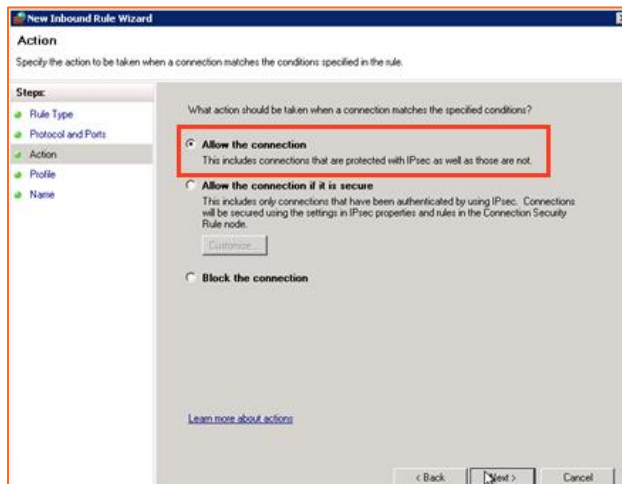 New Inbound Rule Wizard
Action
Specify the action to be taken when a connection matches the conditions specified in the rule.
Steps:
Rule Type
Protocol and Ports
Action
Profile
Name
What action should be taken when a connection matches the specified conditions?
Allow the connection
This includes connections that are protected with IPsec as well as those are not.
Allow the connection if it is secure
This includes only connections that have been authenticated by using IPsec. Connections
will be secured using the settings in IPsec properties and rules in the Connection Security
Rule node.
Customize...
Block the connection
Learn more about actions
< Back
Next >
Cancel